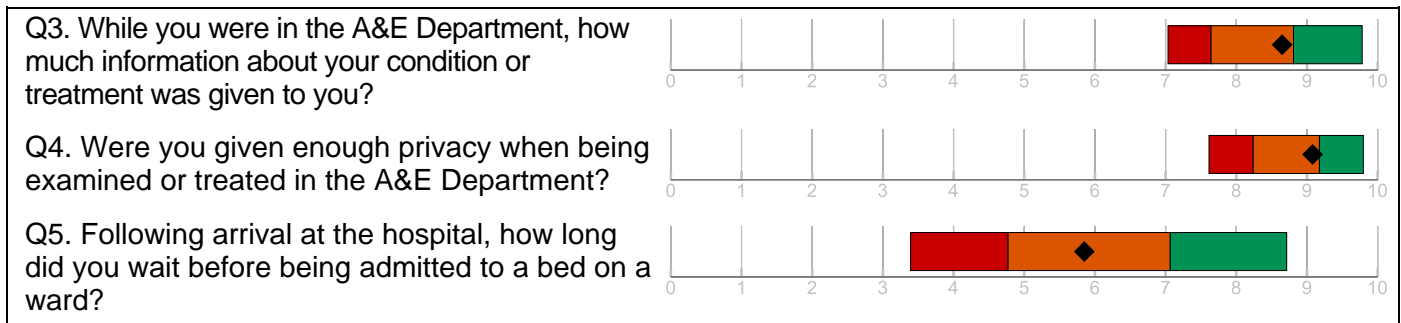 Q3. While you were in the A&E Department, how
much information about your condition or
treatment was given to you?
0 1 2 3 4 5 6 7 8 9 10
Q4. Were you given enough privacy when being
examined or treated in the A&E Department?
0 1 2 3 4 5 6 7 8 9 10
Q5. Following arrival at the hospital, how long
did you wait before being admitted to a bed on a
ward?
0 1 2 3 4 5 6 7 8 9 10